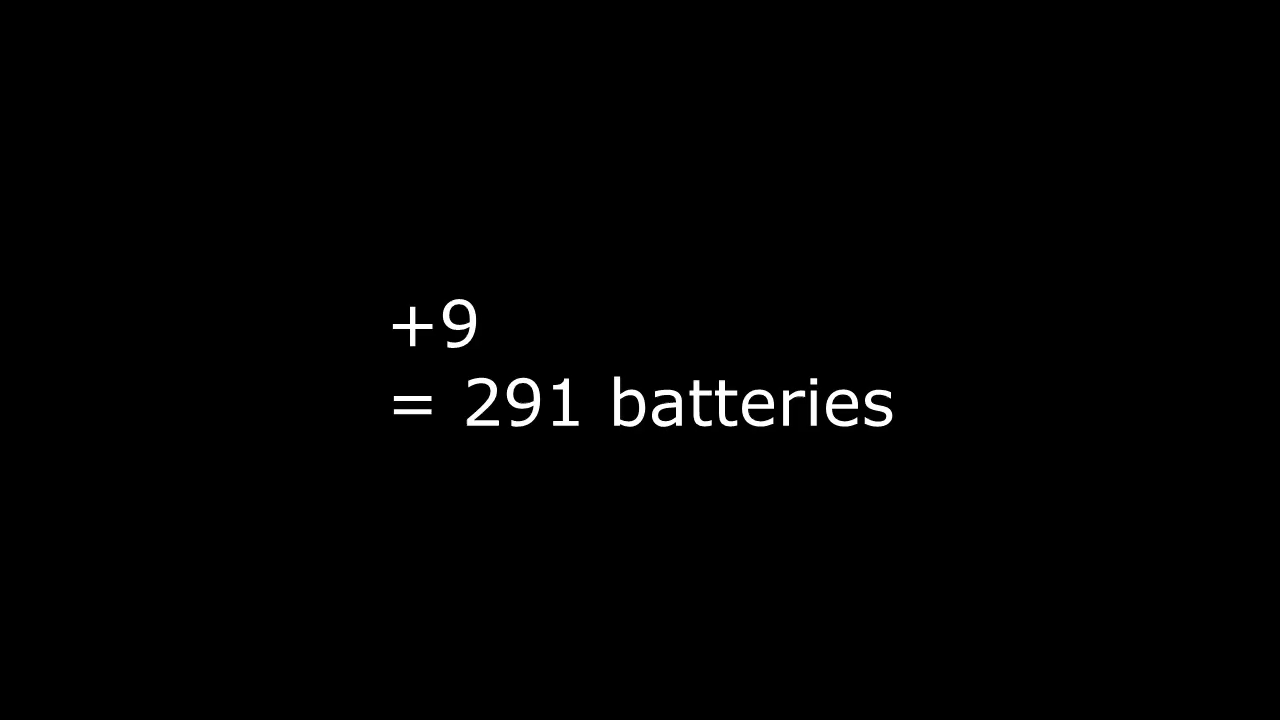 +9
= 291 batteries